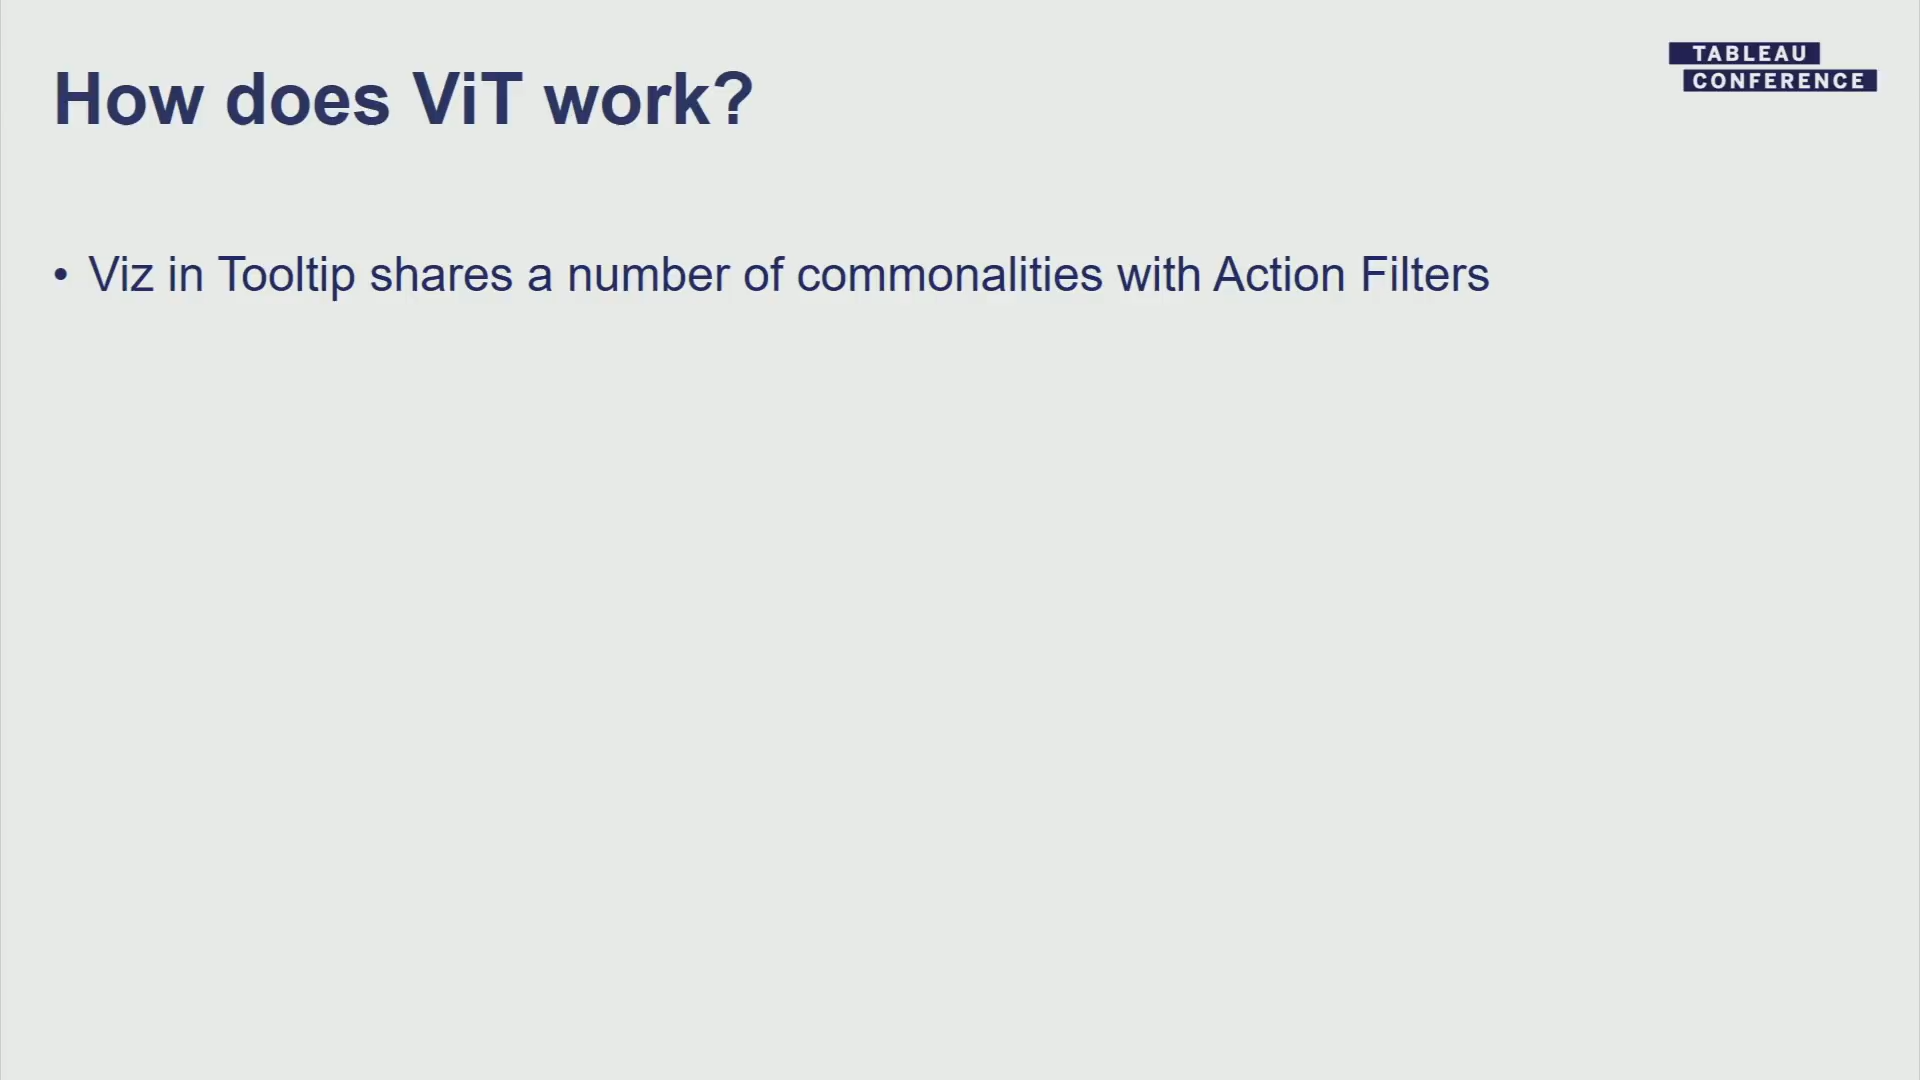 How does ViT work?
TABLEAU
CONFERENCE
• Viz in Tooltip shares a number of commonalities with Action Filters